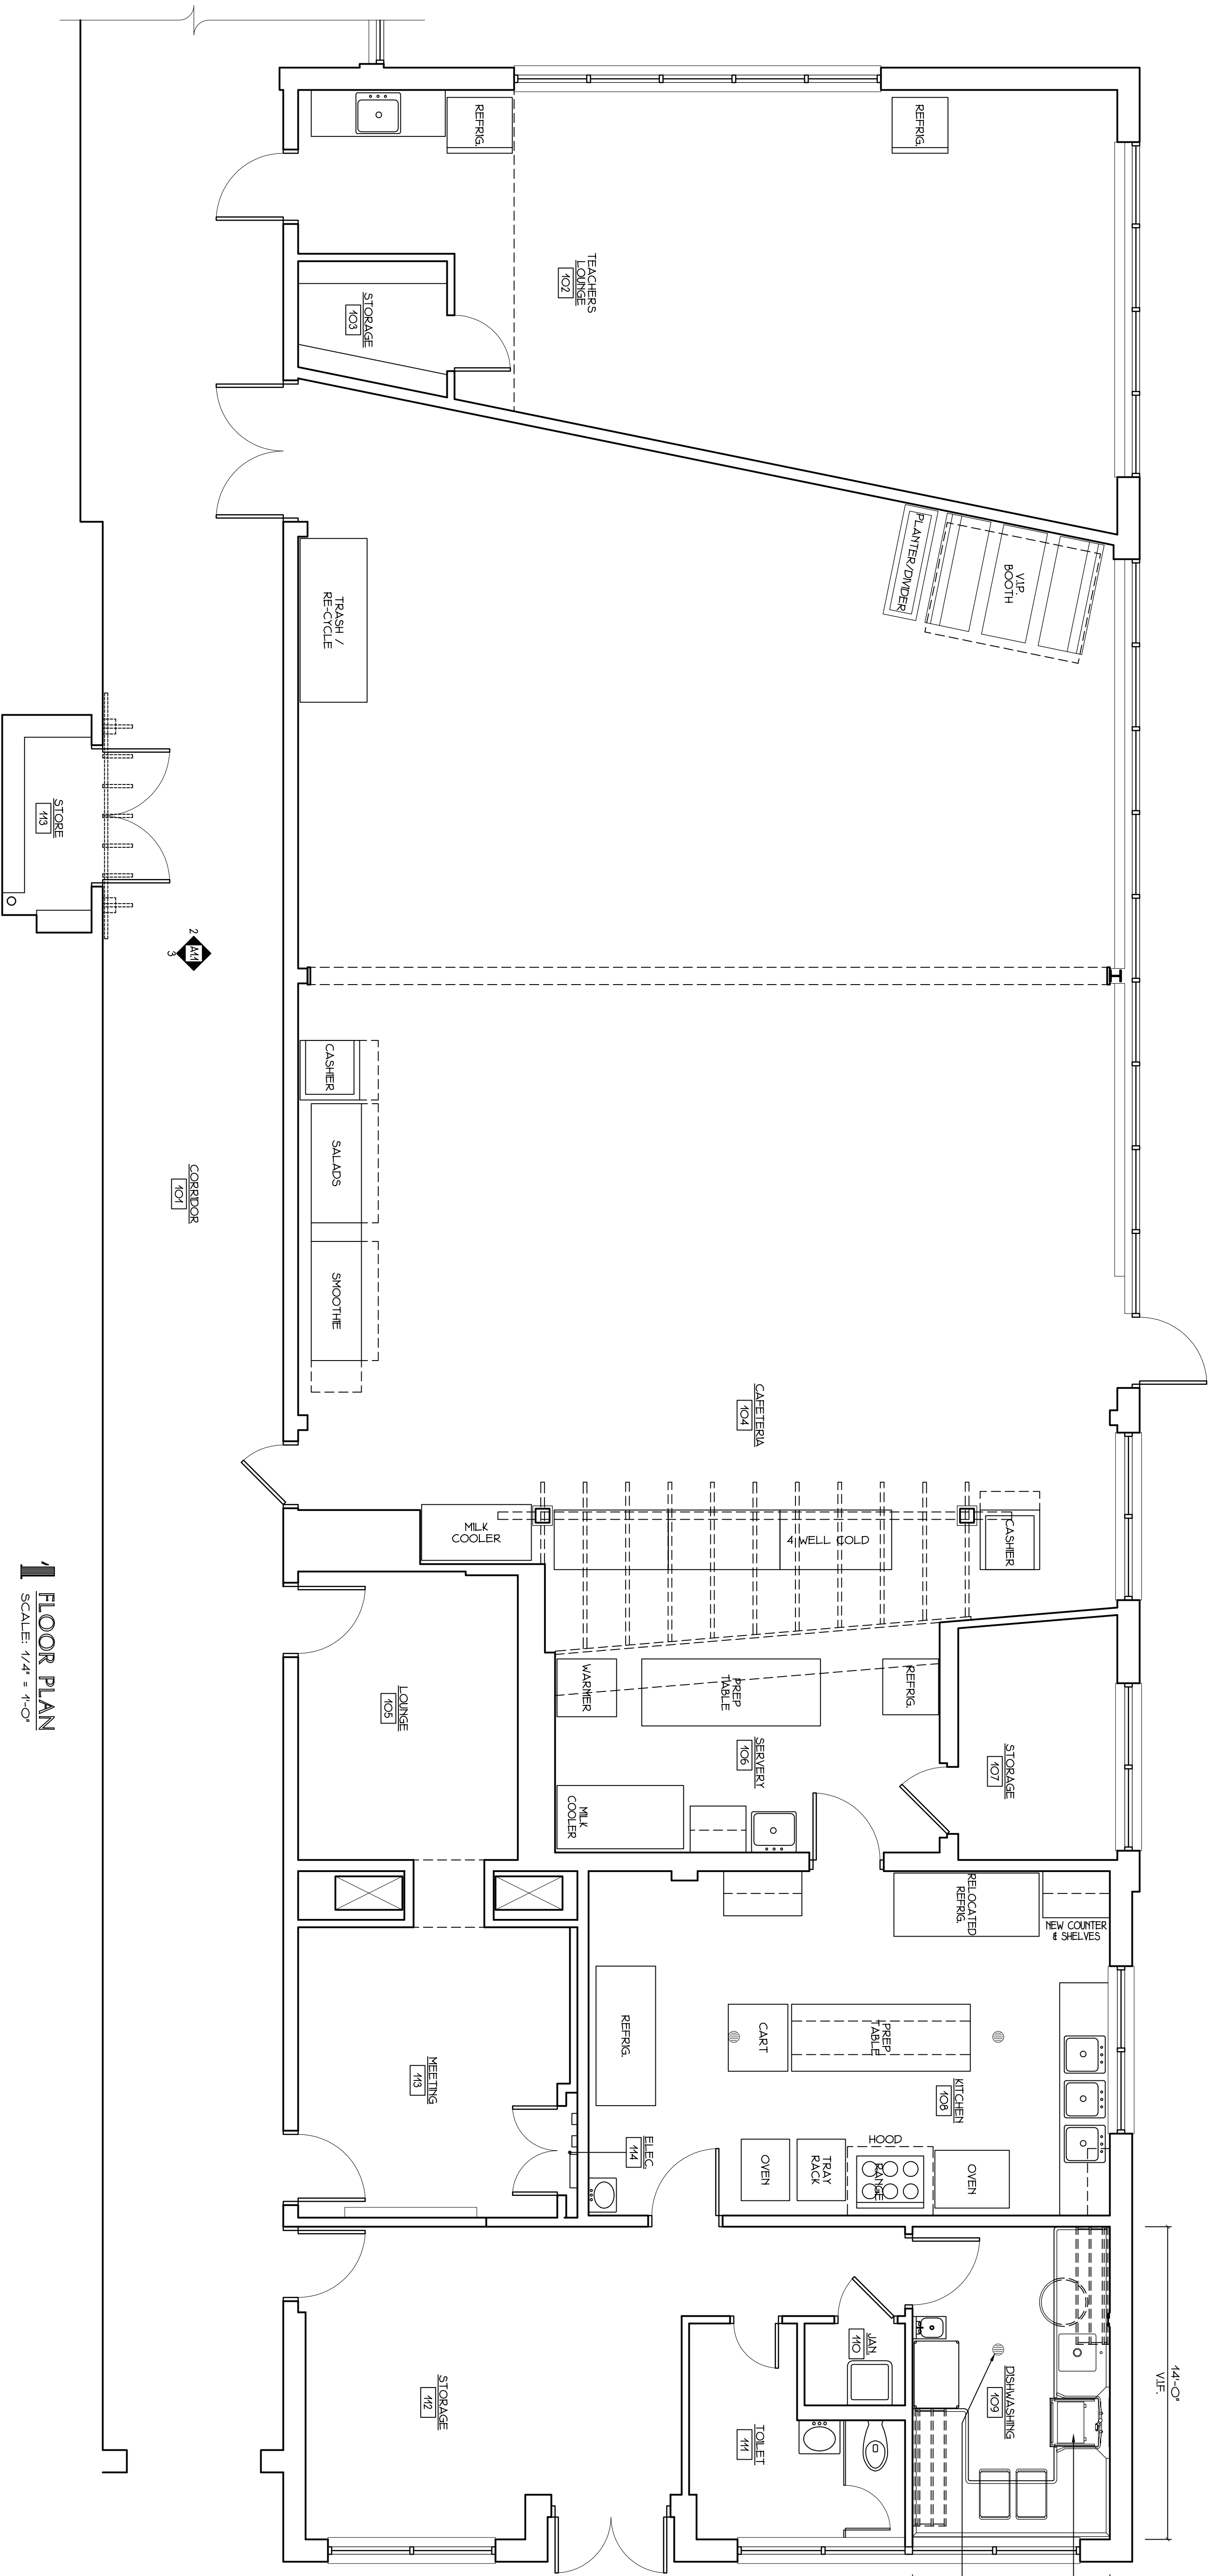 REFRIG.
REFRIG.
TEACHERS
LOUNGE
102
STORAGE
103
PLANTER/DIVIDER
V.I.P.
BOOTH
TRASH /
RE-CYCLE
STORE
113
2
A1.1
3
CORRIDOR
101
CASHIER
SALADS
SMOOTHIE
CAFETERIA
104
MILK
COOLER
4 WELL COLD
CASHIER
LOUNGE
105
WARMER
PREP
TABLE
REFRIG.
SERVERY
106
MILK
COOLER
STORAGE
107
RELOCATED
REFRIG.
NEW COUNTER
& SHELVES
REFRIG.
CART
PREP
TABLE
KITCHEN
108
HOOD
OVEN
TRAY
RACK
RANGE
OVEN
MEETING
113
ELEC.
114
14'-0"
V.I.F.
DISHWASHING
109
JAN.
110
TOILET
111
STORAGE
112
1
FLOOR PLAN
SCALE: 1/4" = 1'-0"